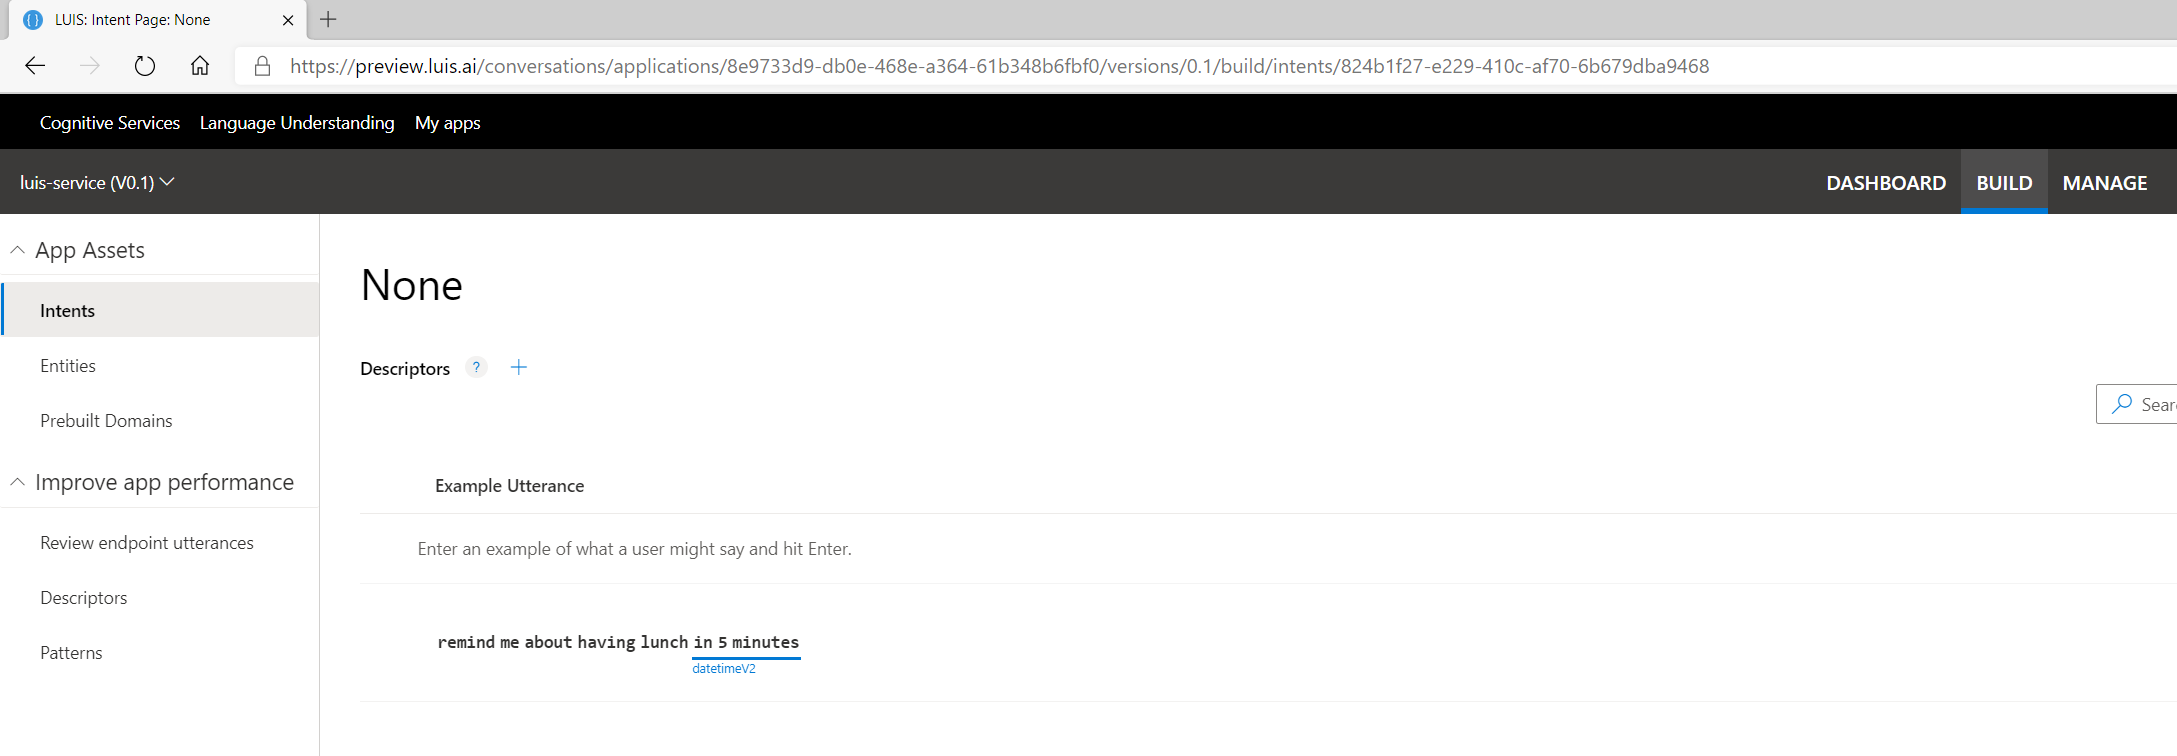 LUIS: Intent Page: None
https://preview.luis.ai/conversations/applications/8e9733d9-db0e-468e-a364-61b348b6fbf0/versions/0.1/build/intents/824b1f27-e229-410c-af70-6b679dba9468
Cognitive Services Language Understanding My apps
luis-service (V0.1) DASHBOARD BUILD MANAGE
App Assets
Intents
Entities
Prebuilt Domains
Improve app performance
Review endpoint utterances
Descriptors
Patterns
None
Descriptors ?
Sear
Example Utterance
Enter an example of what a user might say and hit Enter.
remind me about having lunch in 5 minutes
datetimeV2